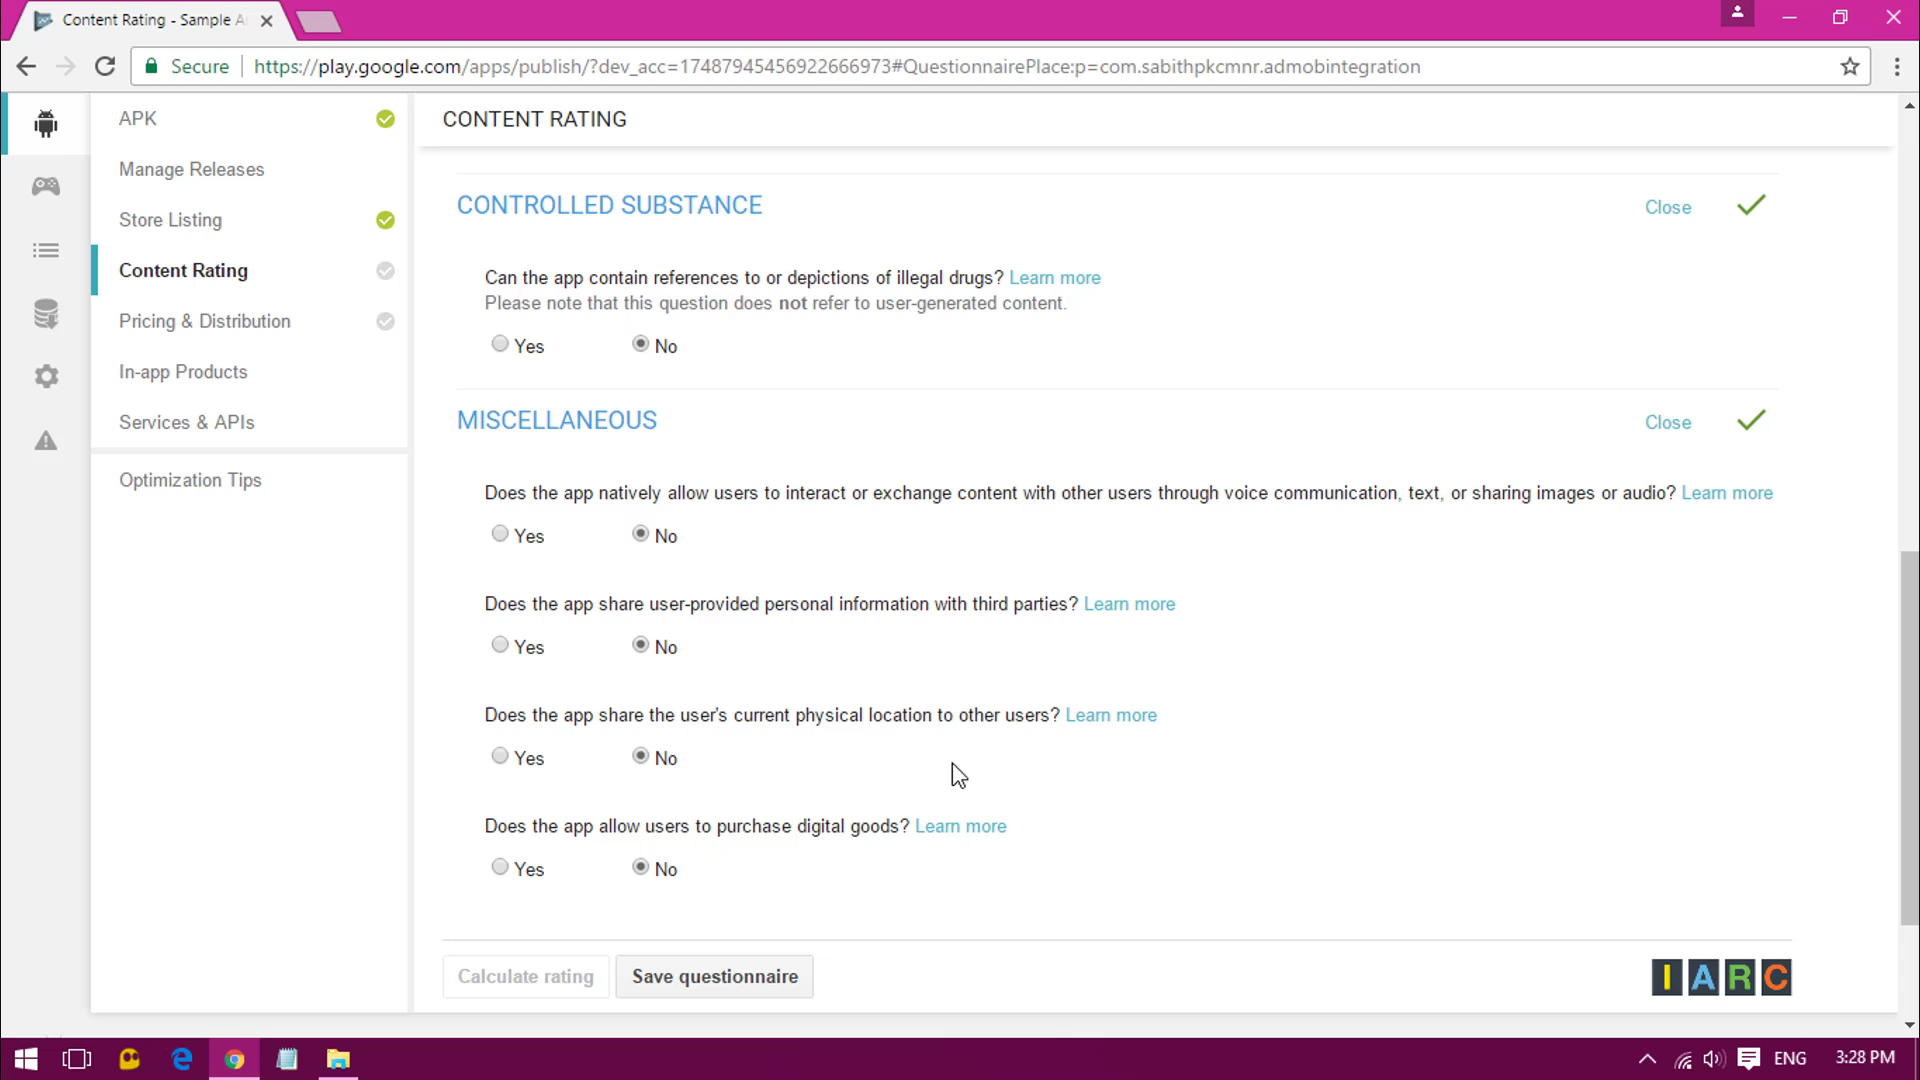 Content Rating - Sample A
Secure
https://play.google.com/apps/publish/?dev_acc=17487945456922666973#QuestionnairePlace:p=com.sabithpkcmnr.admobintegration
APK
Manage Releases
Store Listing
Content Rating
Pricing & Distribution
In-app Products
Services & APIs
Optimization Tips
CONTENT RATING
CONTROLLED SUBSTANCE
Close
Can the app contain references to or depictions of illegal drugs? Learn more
Please note that this question does not refer to user-generated content.
Yes No
MISCELLANEOUS
Close
Does the app natively allow users to interact or exchange content with other users through voice communication, text, or sharing images or audio? Learn more
Yes No
Does the app share user-provided personal information with third parties? Learn more
Yes No
Does the app share the user's current physical location to other users? Learn more
Yes No
Does the app allow users to purchase digital goods? Learn more
Yes No
Calculate rating
Save questionnaire
IARC
ENG
3:28 PM